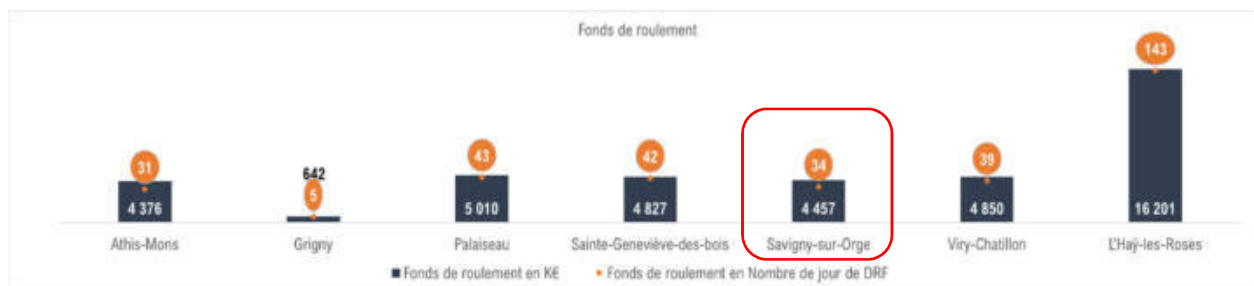 Fonds de roulement
143
31
642
5
43
42
34
39
4 376
5 010
4 827
4 457
4 850
16 201
Athis-Mons
Grigny
Palaiseau
Sainte-Geneviève-des-bois
Savigny-sur-Orge
Viry-Chatillon
L'Haÿ-les-Roses
Fonds de roulement en K€
Fonds de roulement en Nombre de jour de DRF